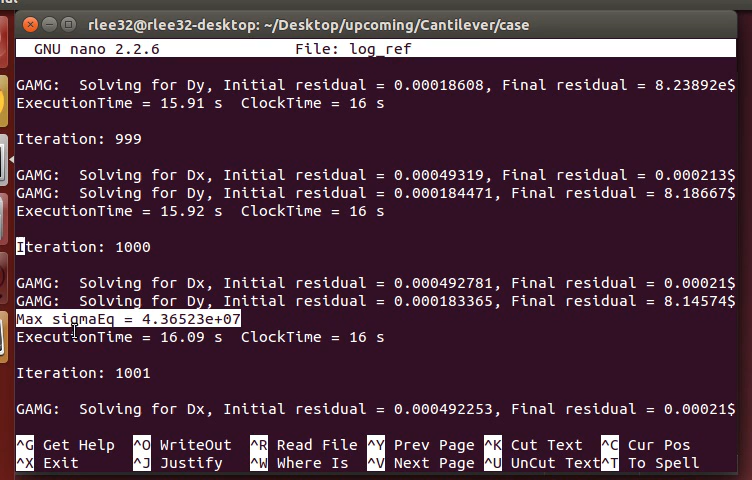 rlee32@rlee32-desktop: ~/Desktop/upcoming/Cantilever/case
GNU nano 2.2.6 File: log_ref
GAMG: Solving for Dy, Initial residual = 0.00018608, Final residual = 8.23892e$
ExecutionTime = 15.91 s ClockTime = 16 s
Iteration: 999
GAMG: Solving for Dx, Initial residual = 0.00049319, Final residual = 0.000213$
GAMG: Solving for Dy, Initial residual = 0.000184471, Final residual = 8.18667$
ExecutionTime = 15.92 s ClockTime = 16 s
Iteration: 1000
GAMG: Solving for Dx, Initial residual = 0.000492781, Final residual = 0.00021$
GAMG: Solving for Dy, Initial residual = 0.000183365, Final residual = 8.14574$
Max sigmaEq = 4.36523e+07
ExecutionTime = 16.09 s ClockTime = 16 s
Iteration: 1001
GAMG: Solving for Dx, Initial residual = 0.000492253, Final residual = 0.00021$
^G Get Help ^O WriteOut ^R Read File ^Y Prev Page ^K Cut Text ^C Cur Pos
^X Exit ^J Justify ^W Where Is ^V Next Page ^U UnCut Text ^T To Spell